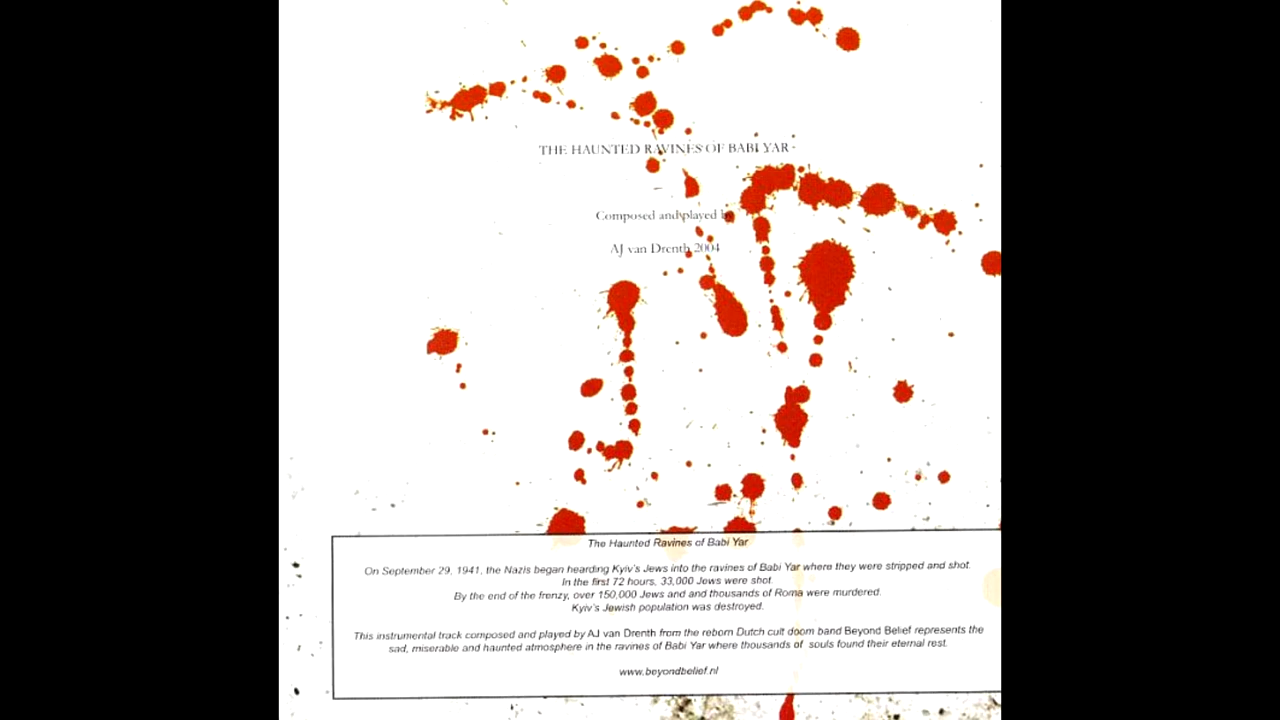 THE HAUNTED RAVINES OF BABI YAR
Composed and played by
AJ van Drenth 2004
The Haunted Ravines of Babi Yar
On September 29, 1941, the Nazis began hearding Kyiv's Jews into the ravines of Babi Yar where they were stripped and shot.
In the first 72 hours, 33,000 Jews were shot.
By the end of the frenzy, over 150,000 Jews and and thousands of Roma were murdered.
Kyiv's Jewish population was destroyed.
This instrumental track composed and played by AJ van Drenth from the reborn Dutch cult doom band Beyond Belief represents the
sad, miserable and haunted atmosphere in the ravines of Babi Yar where thousands of souls found their eternal rest.
www.beyondbelief.nl